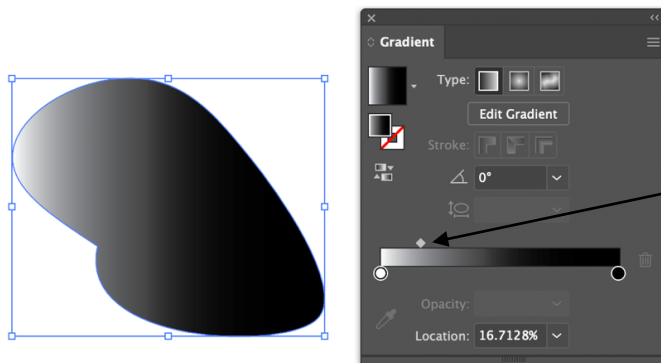 Gradient
Type:
Edit Gradient
Stroke:
0°
Opacity:
Location: 16.7128%